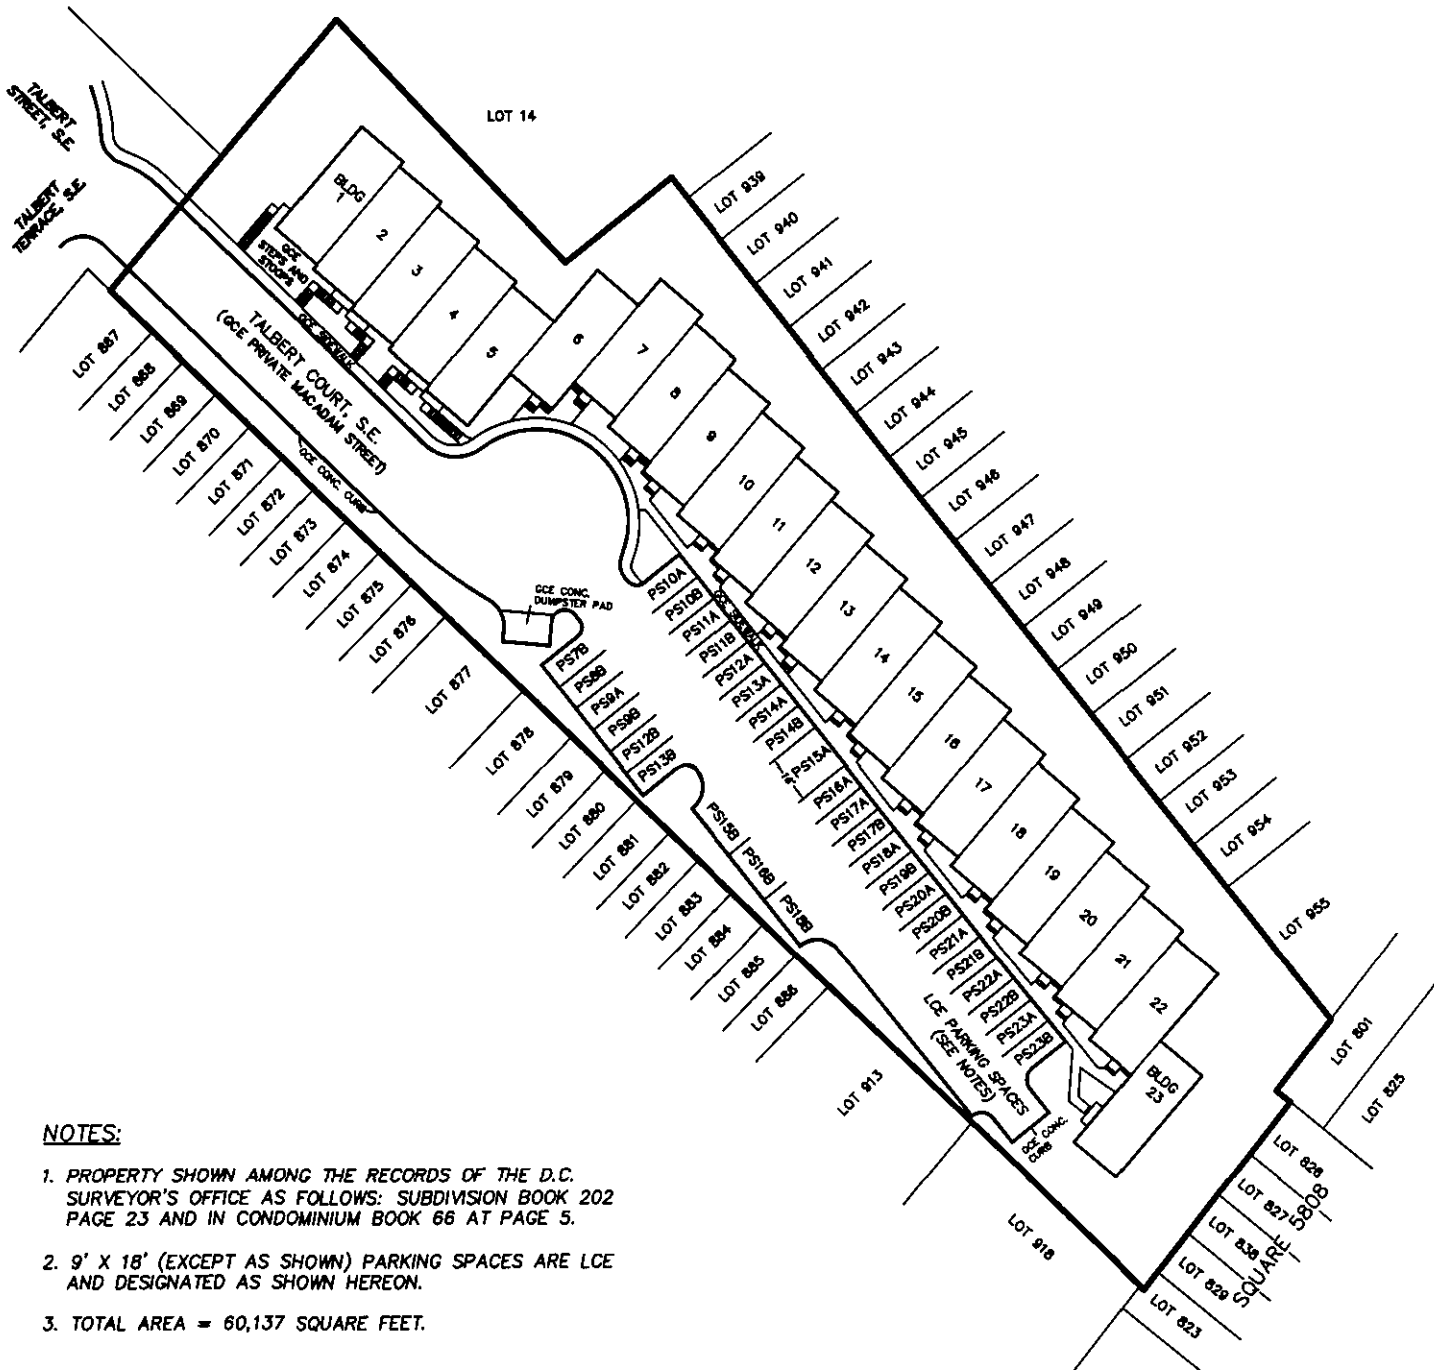 LOT 14
TALBERT
STREET, S.E.
TALBERT
TERRACE, S.E.
BLDG
1
2
3
4
5
6
7
8
9
10
11
12
13
14
15
16
17
18
19
20
21
22
BLDG
23
GCE
STEPS AND
STOOPS
GCE SIDEWALK
TALBERT COURT, S.E.
(GCE PRIVATE MACADAM STREET)
GCE CONC. CURB
GCE CONC.
DUMPSTER PAD
GCE SIDEWALK
LOT 939
LOT 940
LOT 941
LOT 942
LOT 943
LOT 944
LOT 945
LOT 946
LOT 947
LOT 948
LOT 949
LOT 950
LOT 951
LOT 952
LOT 953
LOT 954
LOT 955
LOT 801
LOT 825
LOT 826
LOT 827
LOT 838
LOT 829
LOT 823
SQUARE 5808
LOT 867
LOT 868
LOT 869
LOT 870
LOT 871
LOT 872
LOT 873
LOT 874
LOT 875
LOT 876
LOT 877
LOT 878
LOT 879
LOT 880
LOT 881
LOT 882
LOT 883
LOT 884
LOT 885
LOT 886
LOT 913
LOT 918
PS7B
PS8B
PS9A
PS9B
PS12B
PS13B
PS15B
PS16B
PS18B
PS10A
PS10B
PS11A
PS11B
PS12A
PS13A
PS14A
PS14B
PS15A
PS16A
PS17A
PS17B
PS18A
PS19B
PS20A
PS20B
PS21A
PS21B
PS22A
PS22B
PS23A
PS23B
LCE PARKING SPACES
(SEE NOTES)
GCE CONC.
CURB
NOTES:
1. PROPERTY SHOWN AMONG THE RECORDS OF THE D.C.
SURVEYOR'S OFFICE AS FOLLOWS: SUBDIVISION BOOK 202
PAGE 23 AND IN CONDOMINIUM BOOK 66 AT PAGE 5.
2. 9' X 18' (EXCEPT AS SHOWN) PARKING SPACES ARE LCE
AND DESIGNATED AS SHOWN HEREON.
3. TOTAL AREA = 60,137 SQUARE FEET.